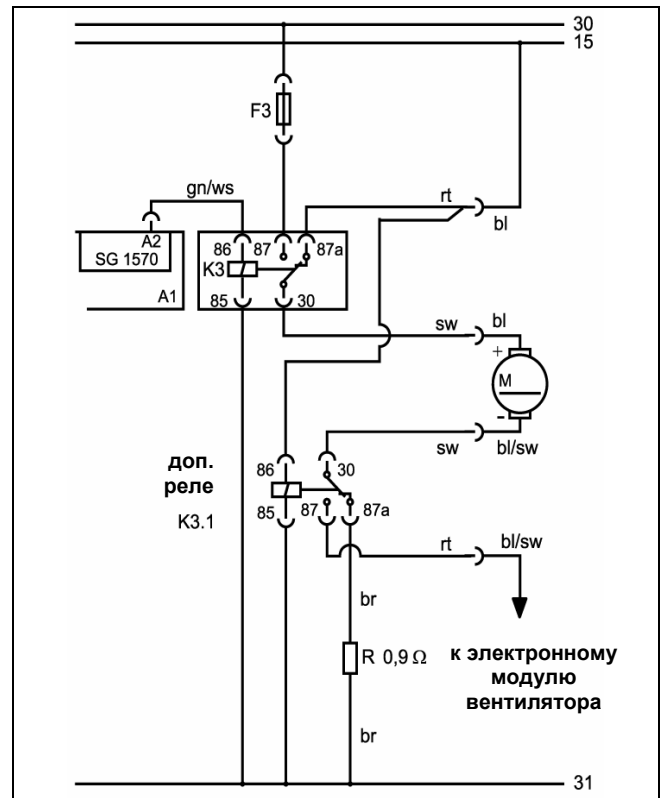 30
15
F3
gn/ws
rt
bl
A2
SG 1570
A1
86 87 87a
K3
85 30
sw bl
+
M
-
sw bl/sw
доп.
реле
K3.1
86 30
85 87 87a
rt bl/sw
br
R 0,9 Ω
к электронному
модулю
вентилятора
br
31